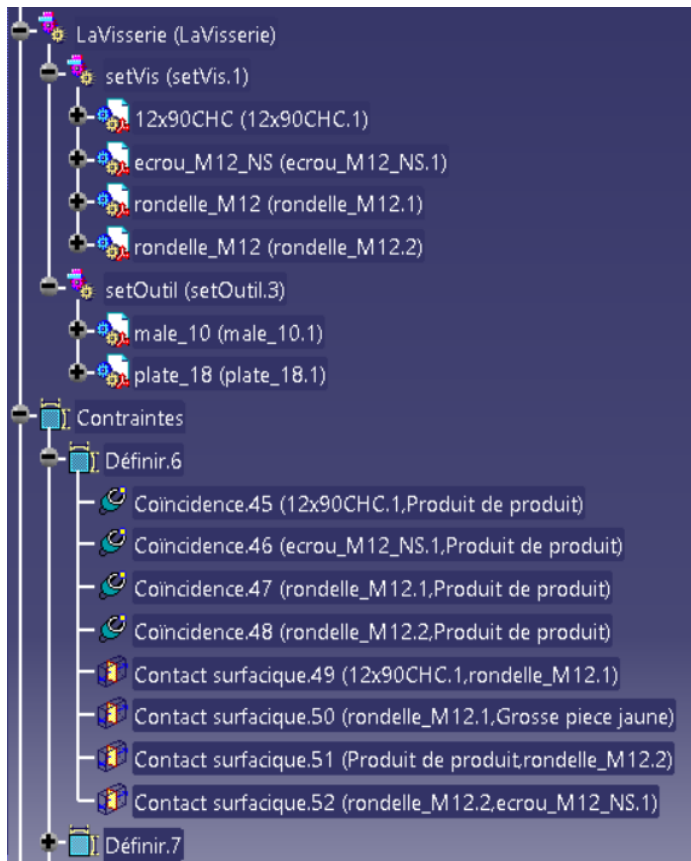 LaVisserie (LaVisserie)
setVis (setVis.1)
12x90CHC (12x90CHC.1)
ecrou_M12_NS (ecrou_M12_NS.1)
rondelle_M12 (rondelle_M12.1)
rondelle_M12 (rondelle_M12.2)
setOutil (setOutil.3)
male_10 (male_10.1)
plate_18 (plate_18.1)
Contraintes
Définir.6
Coïncidence.45 (12x90CHC.1,Produit de produit)
Coïncidence.46 (ecrou_M12_NS.1,Produit de produit)
Coïncidence.47 (rondelle_M12.1,Produit de produit)
Coïncidence.48 (rondelle_M12.2,Produit de produit)
Contact surfacique.49 (12x90CHC.1,rondelle_M12.1)
Contact surfacique.50 (rondelle_M12.1,Grosse piece jaune)
Contact surfacique.51 (Produit de produit,rondelle_M12.2)
Contact surfacique.52 (rondelle_M12.2,ecrou_M12_NS.1)
Définir.7